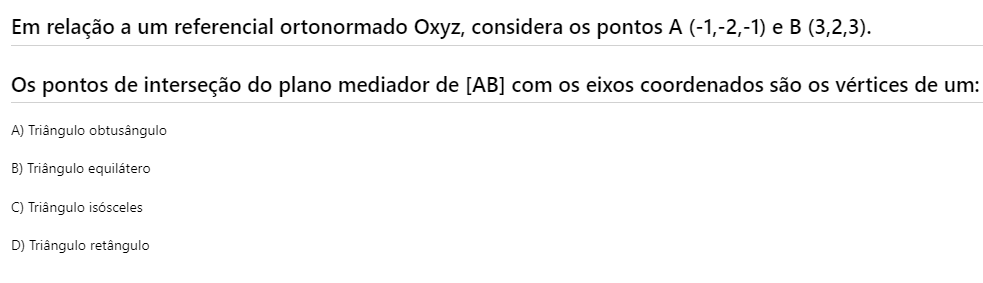 Em relação a um referencial ortonormado Oxyz, considera os pontos A (-1,-2,-1) e B (3,2,3).
Os pontos de interseção do plano mediador de [AB] com os eixos coordenados são os vértices de um:
A) Triângulo obtusângulo
B) Triângulo equilátero
C) Triângulo isósceles
D) Triângulo retângulo